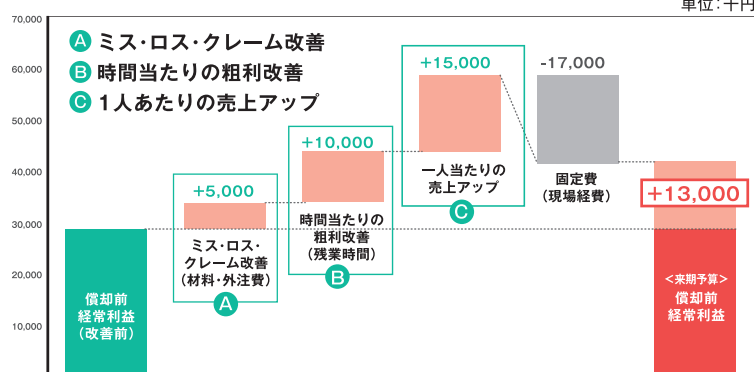 単位：千円
70,000
60,000
50,000
40,000
30,000
20,000
10,000
A ミス・ロス・クレーム改善
B 時間当たりの粗利改善
C 1人あたりの売上アップ
償却前
経常利益
(改善前)
+5,000
ミス・ロス・
クレーム改善
(材料・外注費)
A
+10,000
時間当たりの
粗利改善
(残業時間)
B
+15,000
一人当たりの
売上アップ
C
-17,000
固定費
(現場経費)
+13,000
<来期予算>
償却前
経常利益